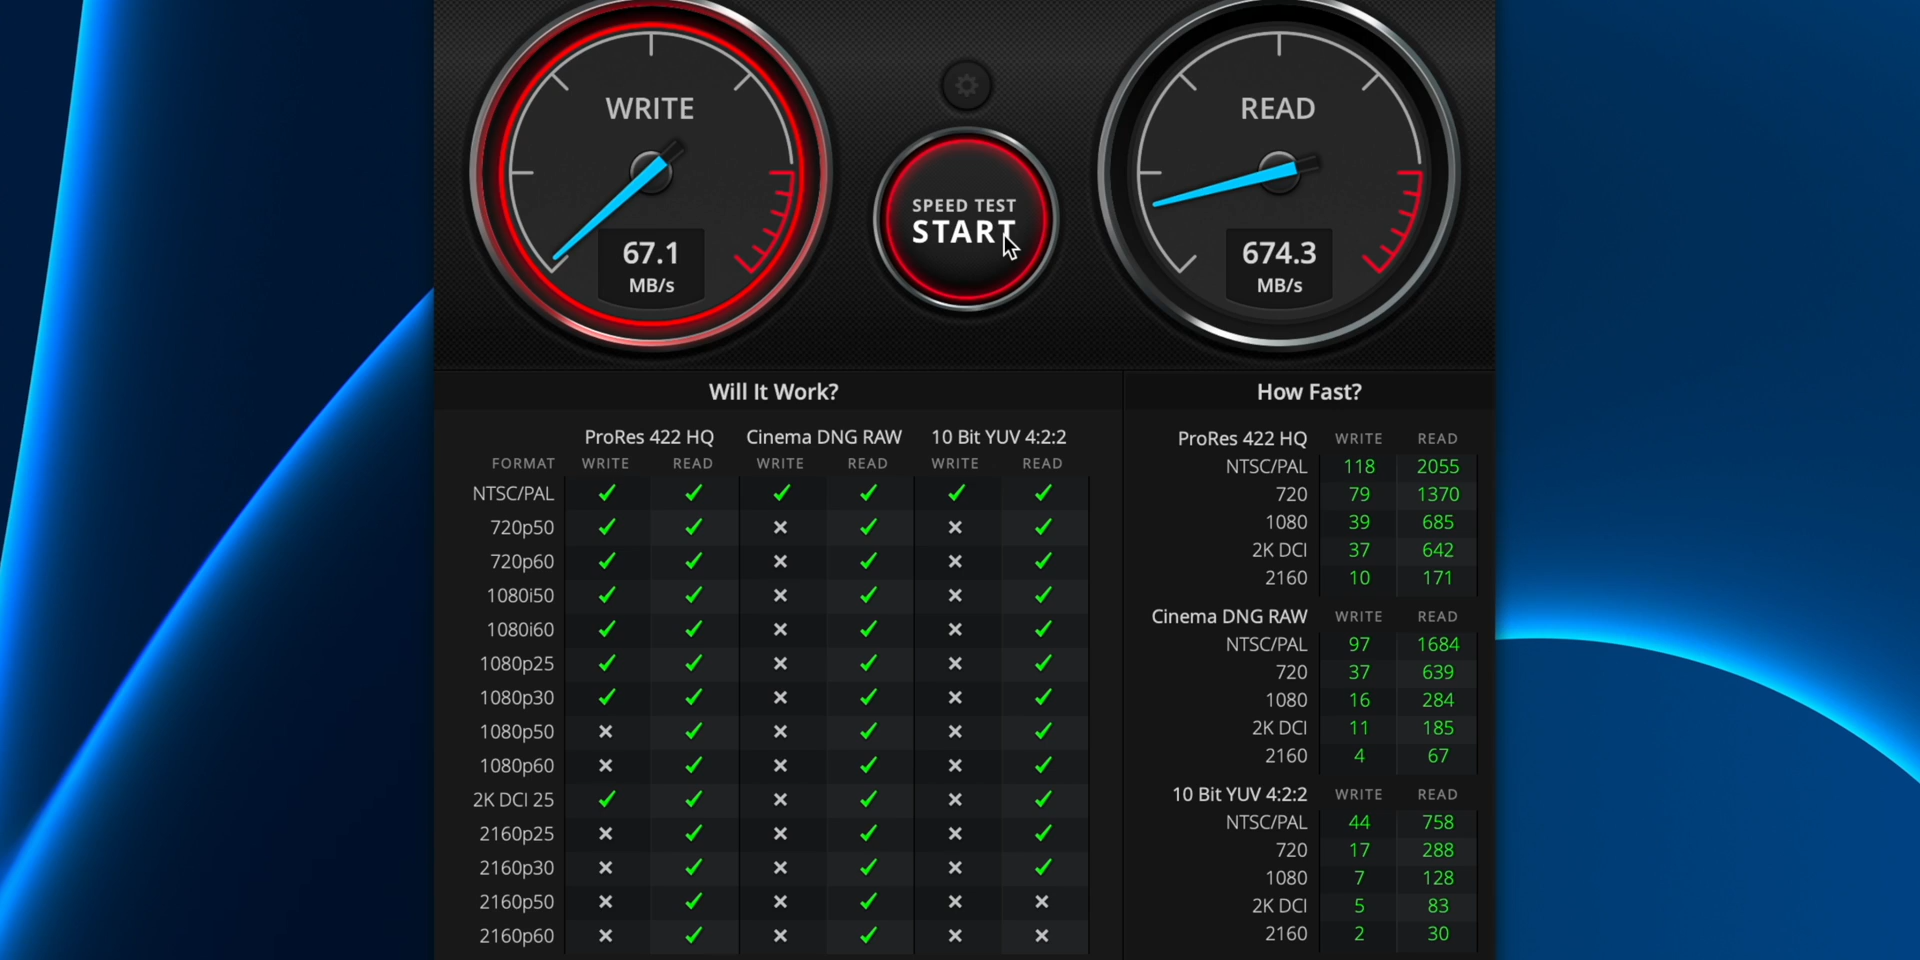 WRITE
67.1
MB/s
SPEED TEST
START
READ
674.3
MB/s
Will It Work?
ProRes 422 HQ Cinema DNG RAW 10 Bit YUV 4:2:2
FORMAT WRITE READ WRITE READ WRITE READ
NTSC/PAL
720p50
720p60
1080i50
1080i60
1080p25
1080p30
1080p50
1080p60
2K DCI 25
2160p25
2160p30
2160p50
2160p60
How Fast?
ProRes 422 HQ WRITE READ
NTSC/PAL 118 2055
720 79 1370
1080 39 685
2K DCI 37 642
2160 10 171
Cinema DNG RAW WRITE READ
NTSC/PAL 97 1684
720 37 639
1080 16 284
2K DCI 11 185
2160 4 67
10 Bit YUV 4:2:2 WRITE READ
NTSC/PAL 44 758
720 17 288
1080 7 128
2K DCI 5 83
2160 2 30